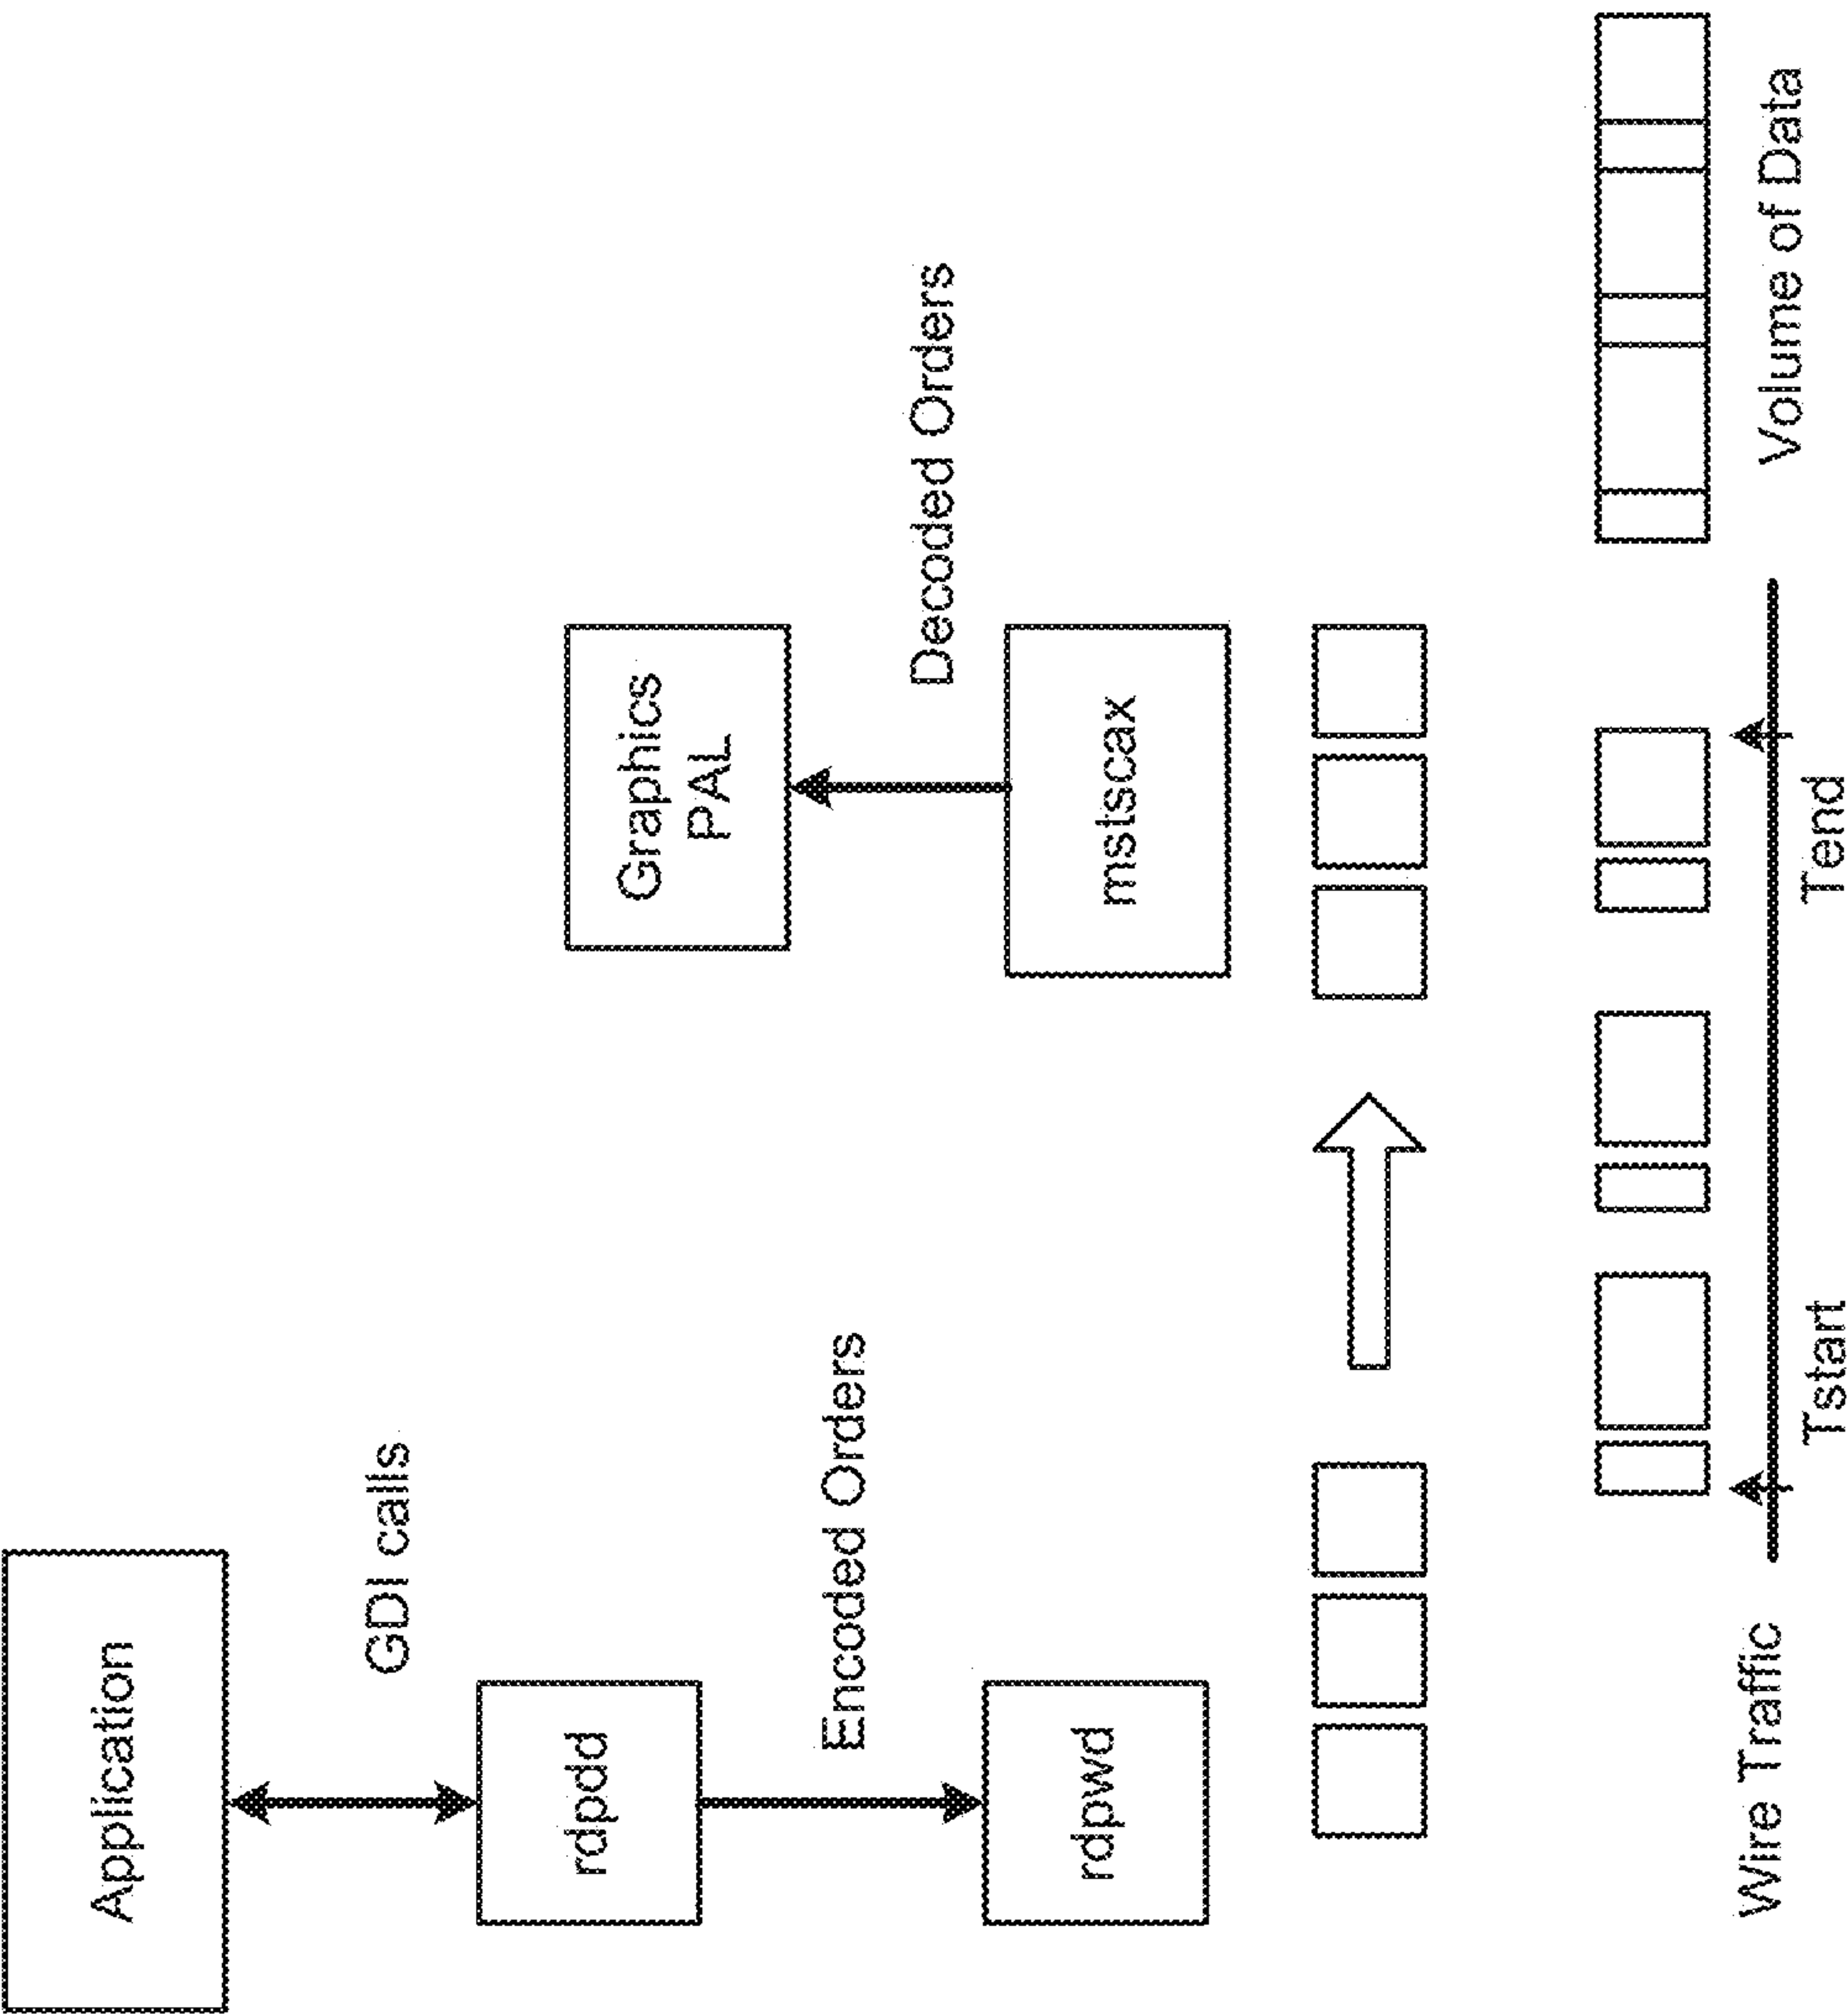 Application
GDI calls
rdpdd
Encoded Orders
rdpwd
Graphics
PAL
Decoded Orders
mstscax
Wire Traffic
Tstart
Tend
Volume of Data